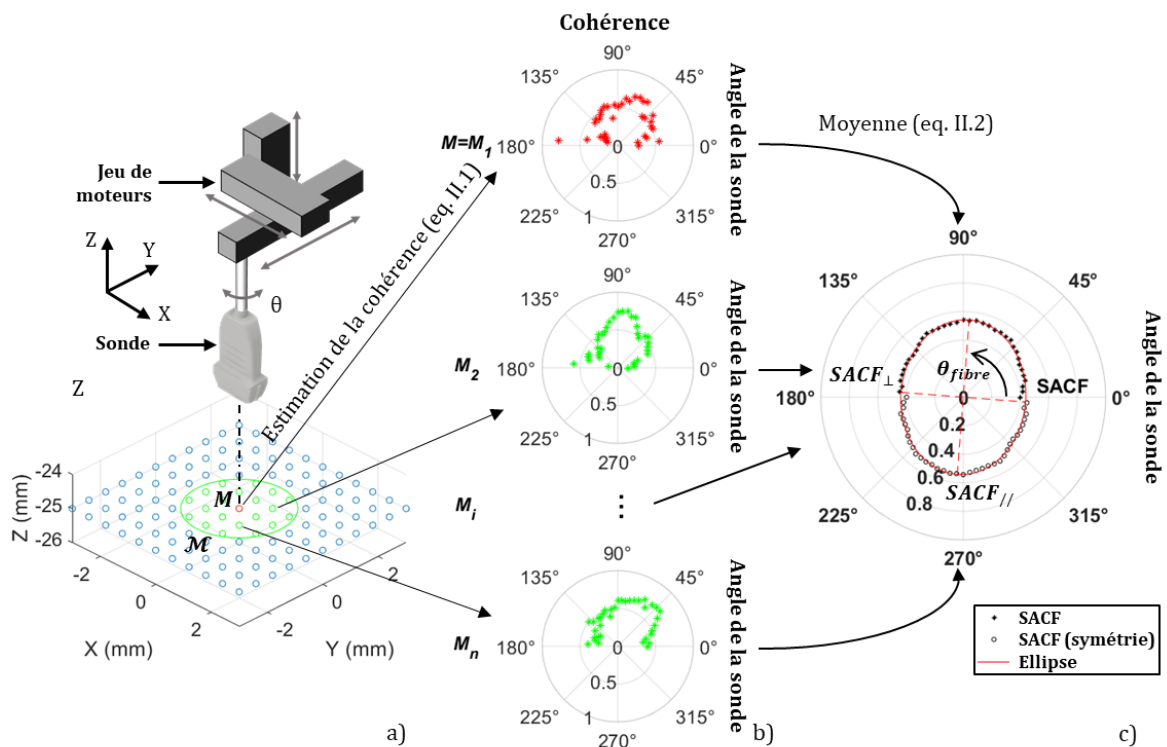 Cohérence
90°
135°
45°
M=M₁
180°
0
0°
0.5
225°
1
315°
270°
Angle de la sonde
Moyenne (eq. II.2)
Jeu de
moteurs
Z
Y
X
θ
Sonde
Estimation de la cohérence (eq. II.1)
90°
135°
45°
M₂
180°
0
0°
0.5
225°
1
315°
270°
Angle de la sonde
90°
135°
45°
SACF⊥
θfibre
SACF
180°
0
0°
0.2
0.4
0.6
0.8
SACF//
225°
315°
270°
Angle de la sonde
Z
-24
-25
-26
Z (mm)
M
ℳ
-2
0
2
X (mm)
-2
0
2
Y (mm)
Mᵢ
⋮
90°
135°
45°
Mₙ
180°
0
0°
0.5
225°
1
315°
270°
Angle de la sonde
SACF
SACF (symétrie)
Ellipse
a)
b)
c)